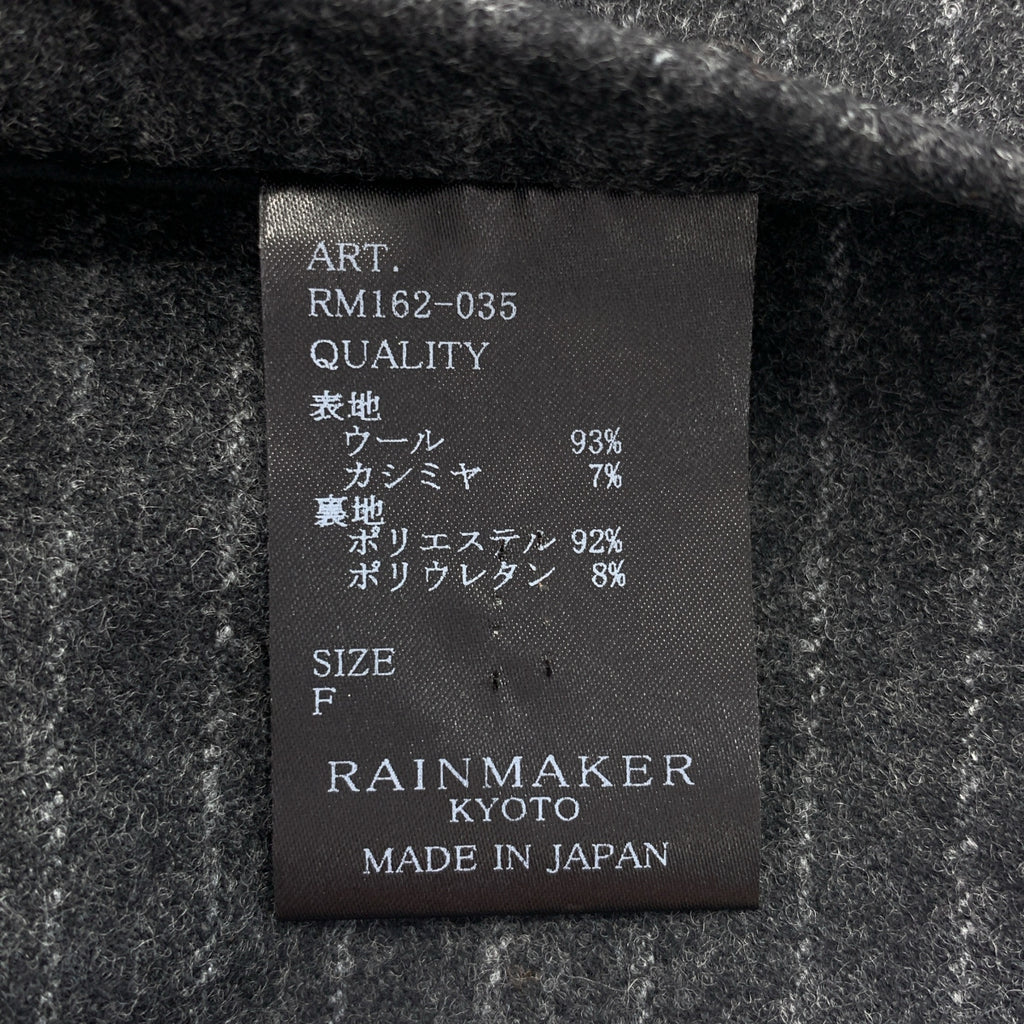 ART.
RM162-035
QUALITY
表地
ウール 93%
カシミヤ 7%
裏地
ポリエステル 92%
ポリウレタン 8%
SIZE
F
RAINMAKER
KYOTO
MADE IN JAPAN